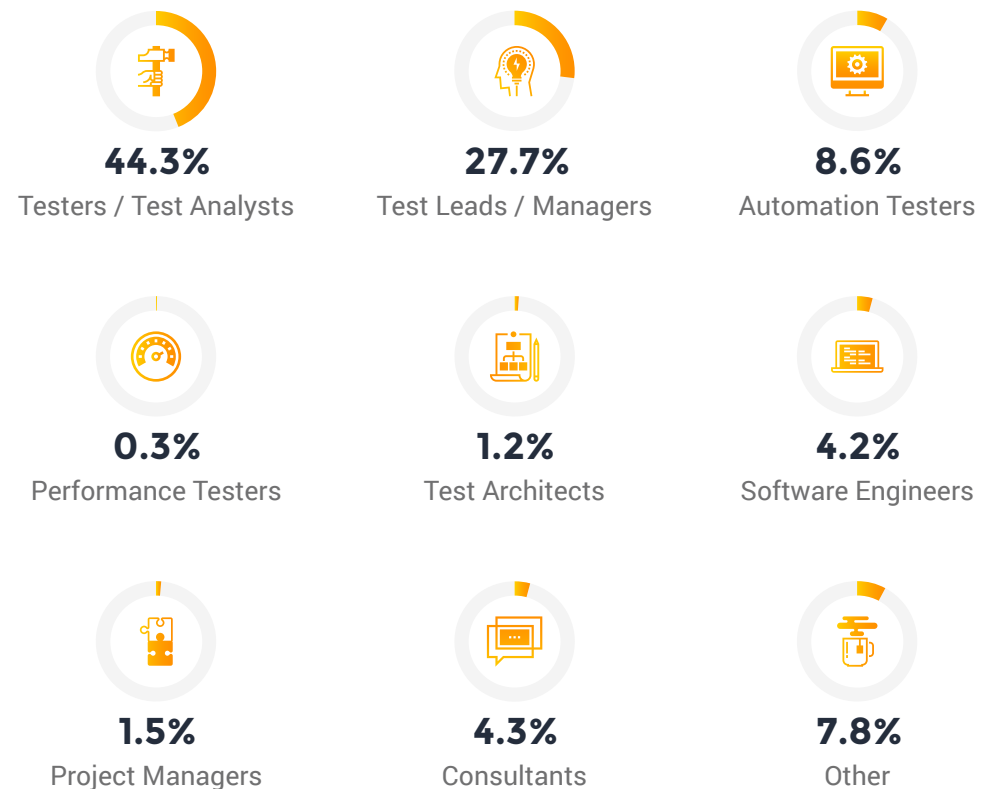 44.3%
Testers / Test Analysts
27.7%
Test Leads / Managers
8.6%
Automation Testers
0.3%
Performance Testers
1.2%
Test Architects
4.2%
Software Engineers
1.5%
Project Managers
4.3%
Consultants
7.8%
Other